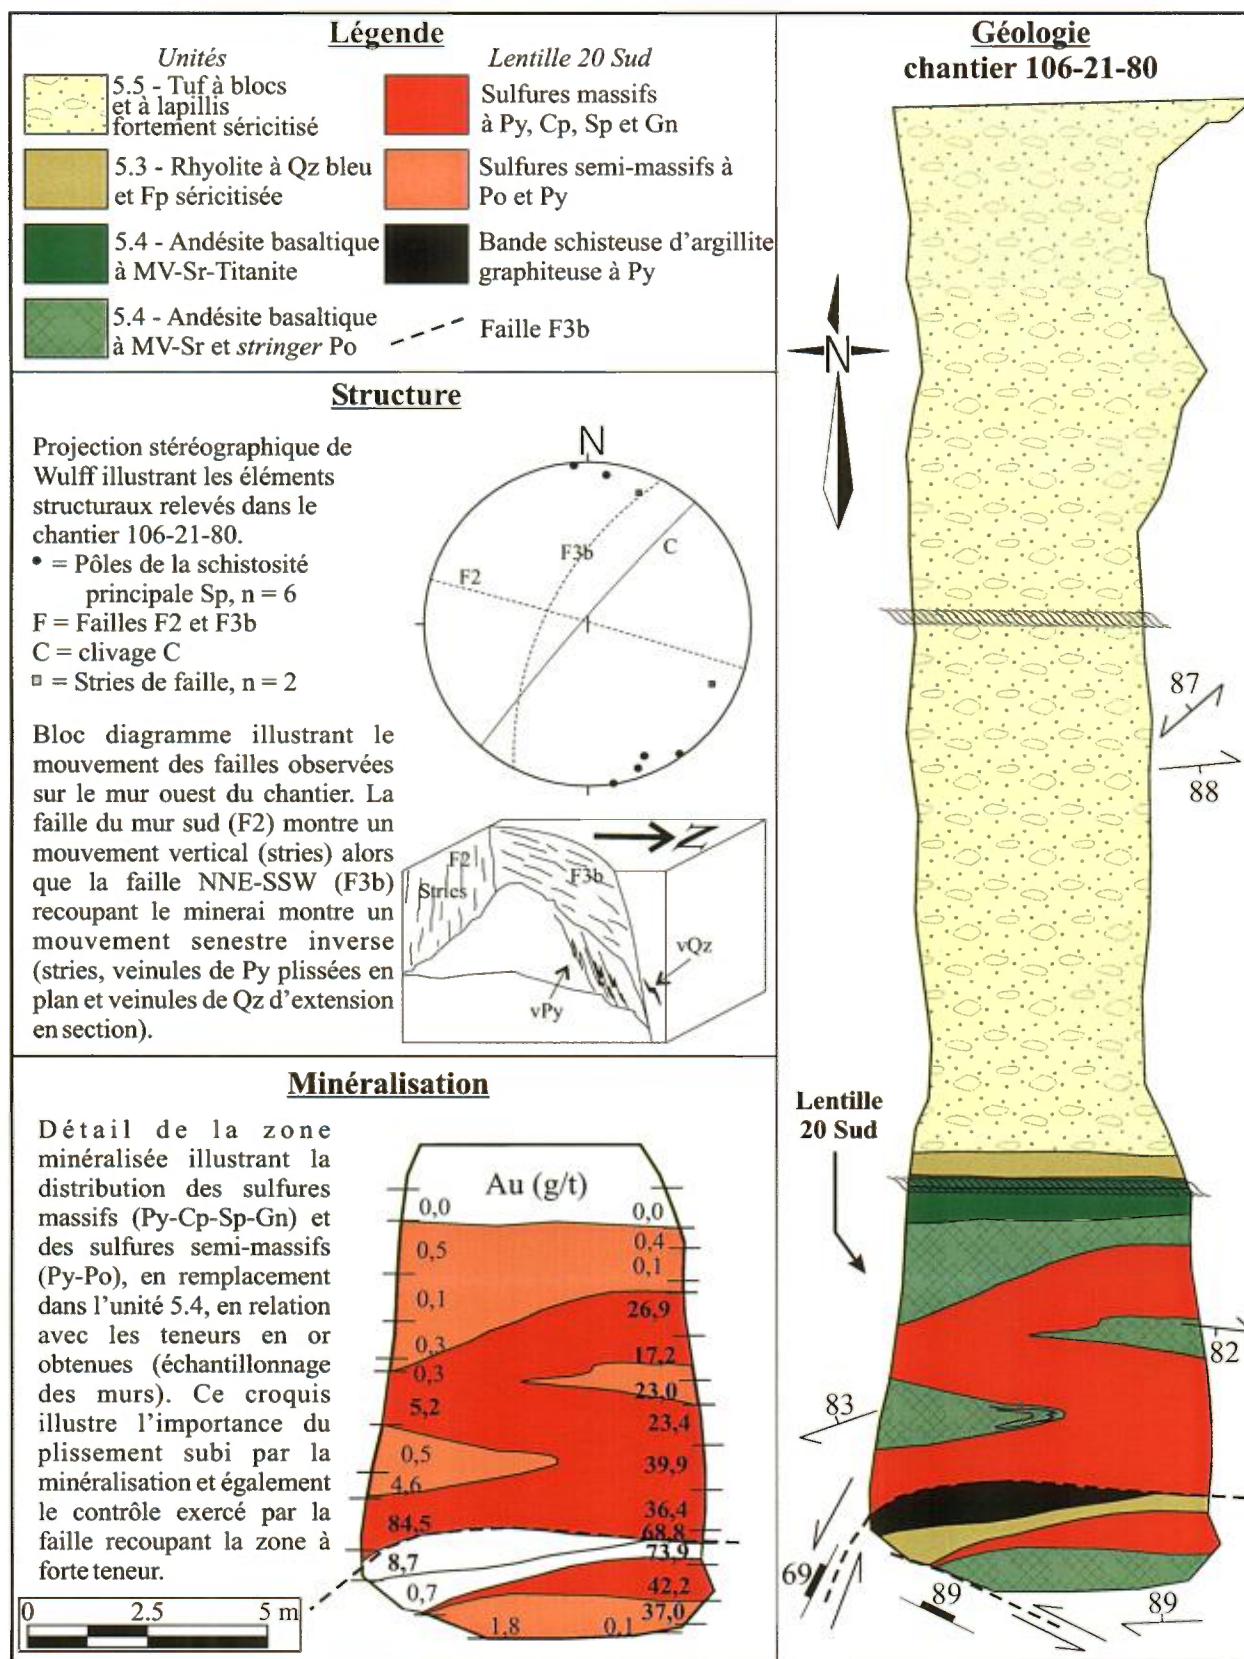 Légende
Unités
5.5 - Tuf à blocs
et à lapillis
fortement séricitisé
5.3 - Rhyolite à Qz bleu
et Fp séricitisée
5.4 - Andésite basaltique
à MV-Sr-Titanite
5.4 - Andésite basaltique
à MV-Sr et stringer Po
Lentille 20 Sud
Sulfures massifs
à Py, Cp, Sp et Gn
Sulfures semi-massifs à
Po et Py
Bande schisteuse d'argillite
graphiteuse à Py
Faille F3b
Structure
Projection stéréographique de
Wulff illustrant les éléments
structuraux relevés dans le
chantier 106-21-80.
• = Pôles de la schistosité
principale Sp, n = 6
F = Failles F2 et F3b
C = clivage C
= Stries de faille, n = 2
Bloc diagramme illustrant le
mouvement des failles observées
sur le mur ouest du chantier. La
faille du mur sud (F2) montre un
mouvement vertical (stries) alors
que la faille NNE-SSW (F3b)
recoupant le minerai montre un
mouvement senestre inverse
(stries, veinules de Py plissées en
plan et veinules de Qz d'extension
en section).
N
F3b
C
F2
N
F2
Stries
F3b
vQz
vPy
Minéralisation
Détail de la zone
minéralisée illustrant la
distribution des sulfures
massifs (Py-Cp-Sp-Gn) et
des sulfures semi-massifs
(Py-Po), en remplacement
dans l'unité 5.4, en relation
avec les teneurs en or
obtenues (échantillonnage
des murs). Ce croquis
illustre l'importance du
plissement subi par la
minéralisation et également
le contrôle exercé par la
faille recoupant la zone à
forte teneur.
0 2.5 5 m
Au (g/t)
0,0 0,0
0,5 0,4
0,1
0,1 26,9
0,3 17,2
0,3 23,0
5,2 23,4
0,5 39,9
4,6
84,5 36,4
68,8
8,7 73,9
0,7 42,2
37,0
1,8 0,1
Géologie
chantier 106-21-80
N
87
88
Lentille
20 Sud
82
83
69
89
89